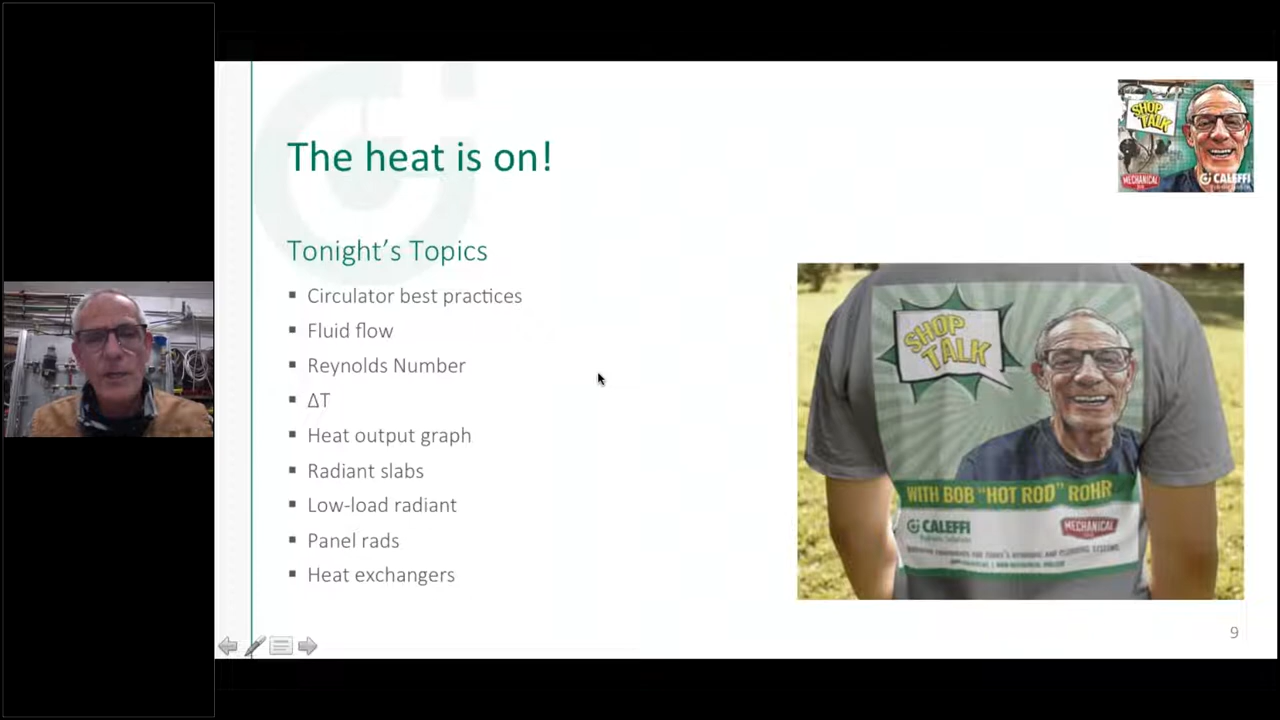 The heat is on!
Tonight’s Topics
▪ Circulator best practices
▪ Fluid flow
▪ Reynolds Number
▪ ΔT
▪ Heat output graph
▪ Radiant slabs
▪ Low-load radiant
▪ Panel rads
▪ Heat exchangers
SHOP
TALK
MECHANICAL
CALEFFI
SHOP
TALK
WITH BOB "HOT ROD" ROHR
CALEFFI
MECHANICAL
9